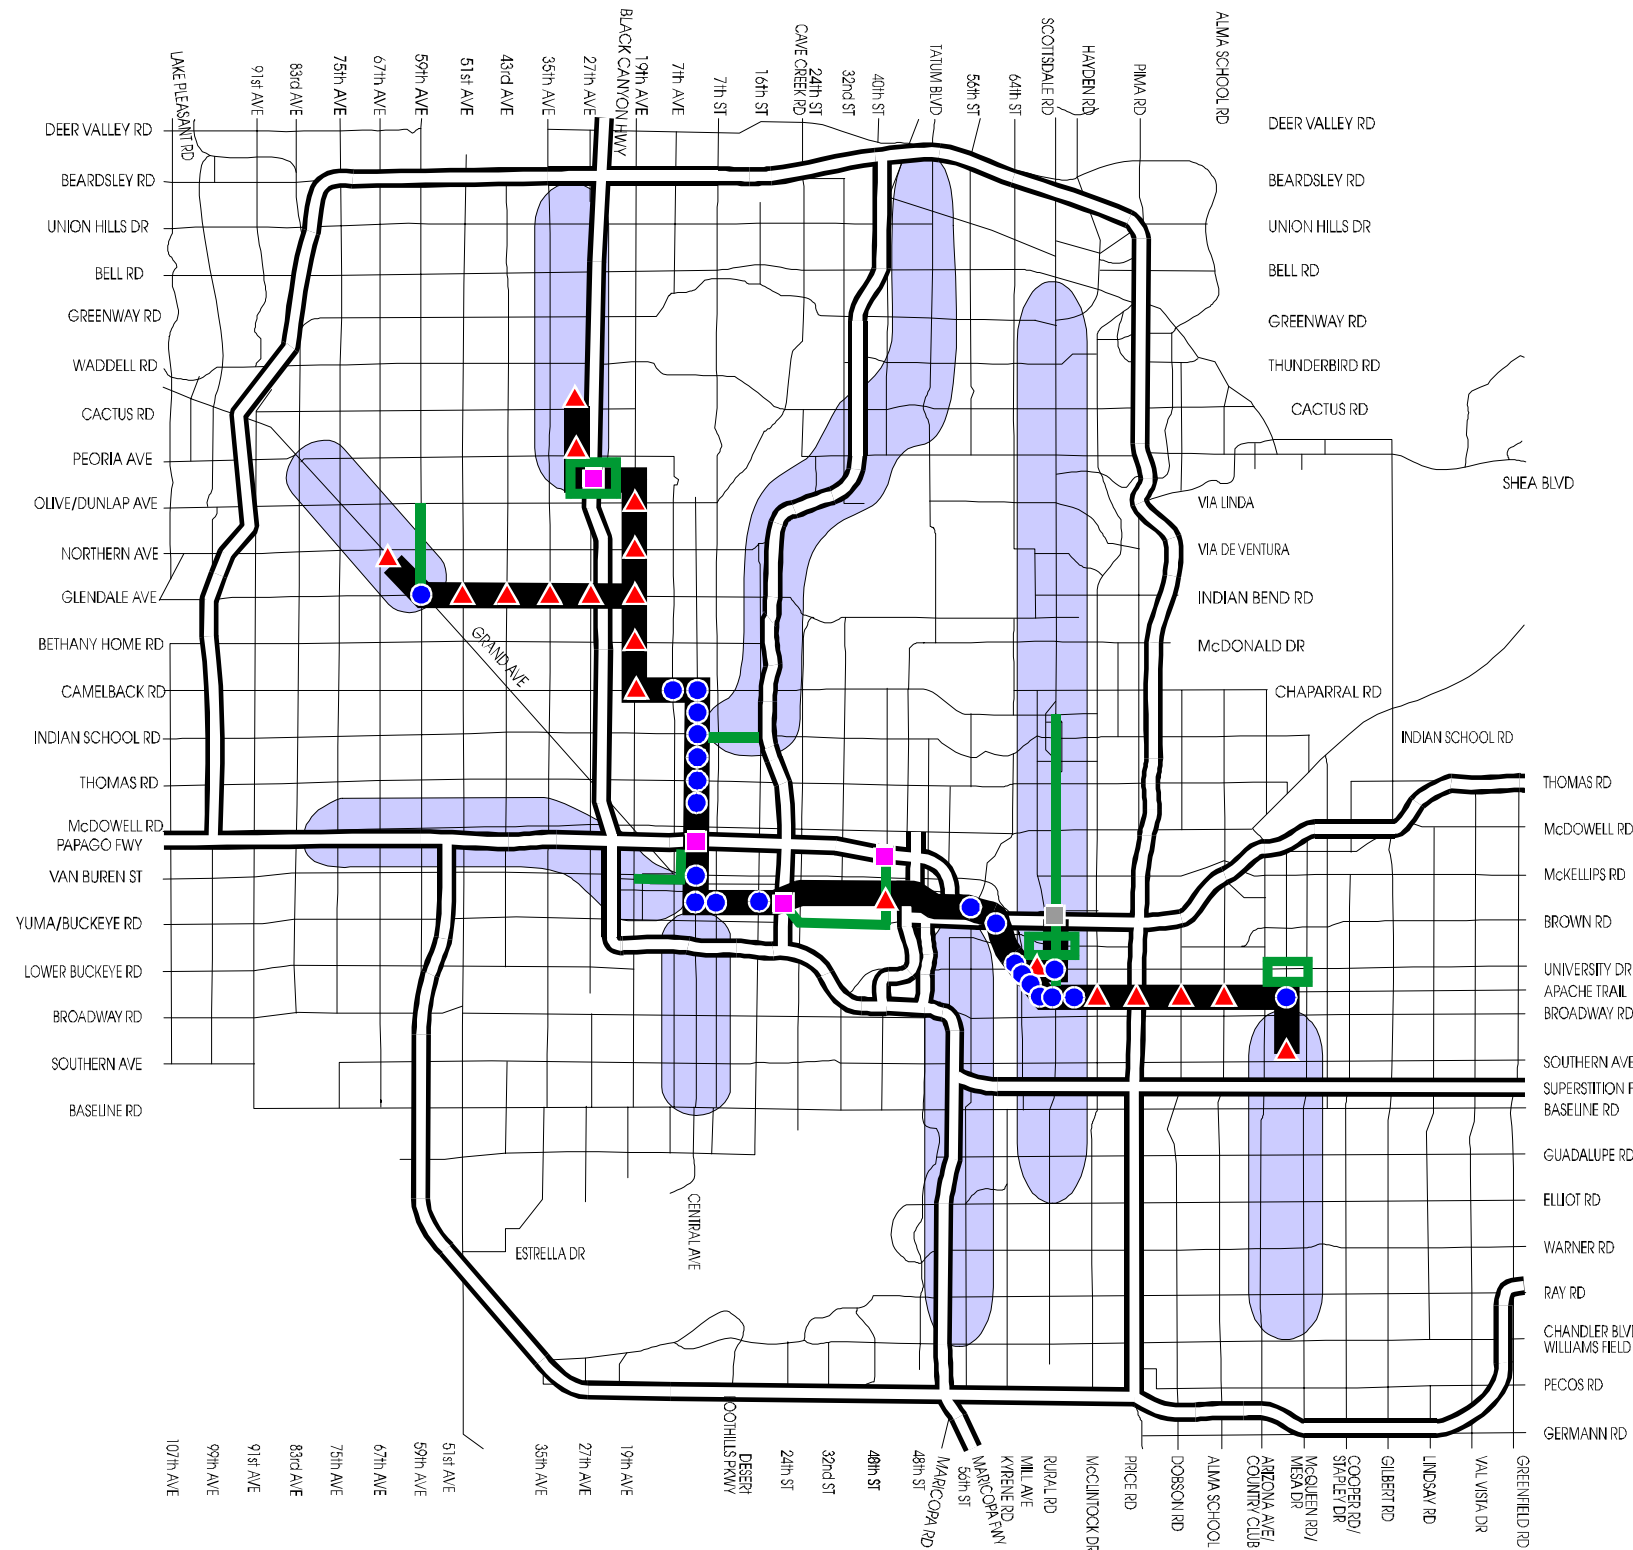 LAKE PLEASANT RD
91st AVE
83rd AVE
75th AVE
67th AVE
59th AVE
51st AVE
43rd AVE
35th AVE
27th AVE
BLACK CANYON HWY
19th AVE
7th AVE
7th ST
16th ST
CAVE CREEK RD
24th ST
32nd ST
40th ST
TATUM BLVD
56th ST
64th ST
SCOTTSDALE RD
HAYDEN RD
PIMA RD
ALMA SCHOOL RD
DEER VALLEY RD
BEARDSLEY RD
UNION HILLS DR
BELL RD
GREENWAY RD
WADDELL RD
CACTUS RD
PEORIA AVE
OLIVE/DUNLAP AVE
NORTHERN AVE
GLENDALE AVE
BETHANY HOME RD
CAMELBACK RD
INDIAN SCHOOL RD
THOMAS RD
McDOWELL RD
PAPAGO FWY
VAN BUREN ST
YUMA/BUCKEYE RD
LOWER BUCKEYE RD
BROADWAY RD
SOUTHERN AVE
BASELINE RD
GRAND AVE
CENTRAL AVE
ESTRELLA DR
DEER VALLEY RD
BEARDSLEY RD
UNION HILLS DR
BELL RD
GREENWAY RD
THUNDERBIRD RD
CACTUS RD
SHEA BLVD
VIA LINDA
VIA DE VENTURA
INDIAN BEND RD
McDONALD DR
CHAPARRAL RD
INDIAN SCHOOL RD
THOMAS RD
McDOWELL RD
McKELLIPS RD
BROWN RD
UNIVERSITY DR
APACHE TRAIL
BROADWAY RD
SOUTHERN AVE
SUPERSTITION F
BASELINE RD
GUADALUPE RD
ELLIOT RD
WARNER RD
RAY RD
CHANDLER BLV
WILLIAMS FIELD
PECOS RD
GERMANN RD
107th AVE
99th AVE
91st AVE
83rd AVE
75th AVE
67th AVE
59th AVE
51st AVE
35th AVE
27th AVE
19th AVE
DESERT
OOTHILLS PKWY
24th ST
32nd ST
48th ST
MARICOPA RD
56th ST
MARICOPA FWY
KYRENE RD
MILL AVE
RURAL RD
McCLINTOCK DR
PRICE RD
DOBSON RD
ALMA SCHOOL
ARIZONA AVE/
COUNTRY CLUB
McQUEEN RD/
MESA DR
COOPER RD/
STAPLEY DR
GILBERT RD
LINDSAY RD
VAL VISTA DR
GREENFIELD RD